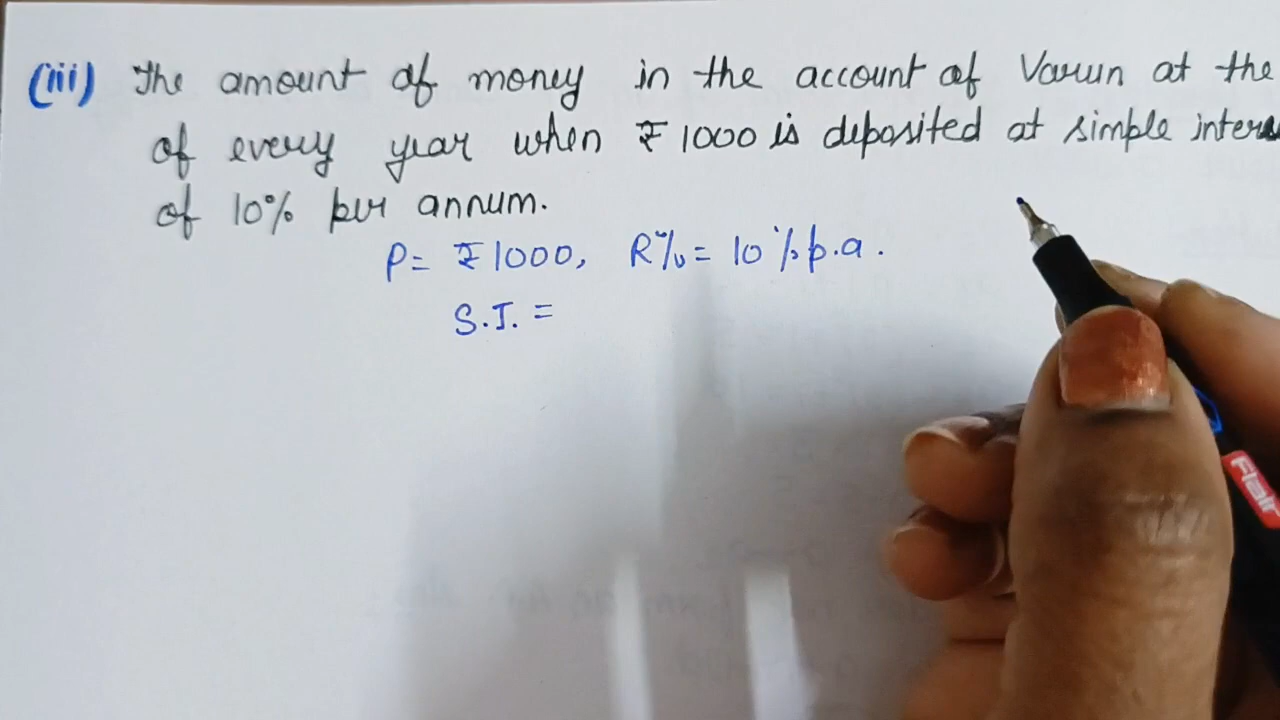 (iii) The amount of money in the account of Varun at the
of every year when ₹ 1000 is deposited at simple
of 10% per annum.
P = ₹ 1000, R% = 10% p.a.
S.I. =
Flair